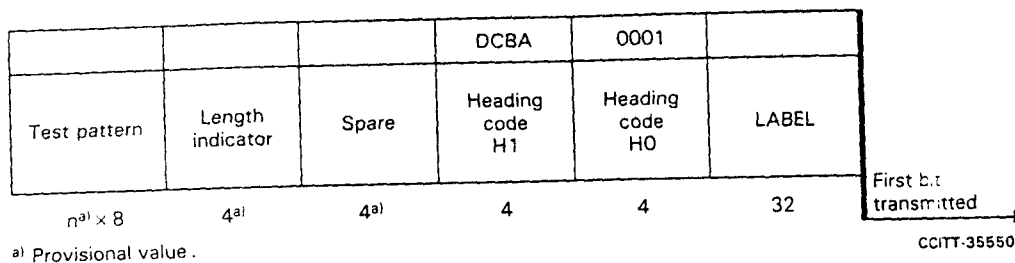 DCBA 0001
Test pattern Length indicator Spare Heading code H1 Heading code H0 LABEL
nᵃ⁾ × 8 4ᵃ⁾ 4ᵃ⁾ 4 4 32
First bit transmitted
ᵃ⁾ Provisional value.
CCITT-35550